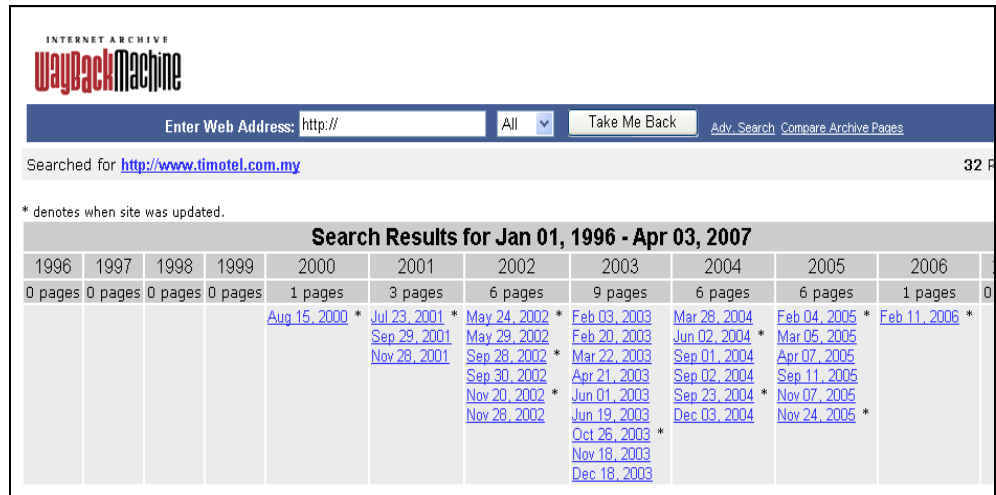 INTERNET ARCHIVE
WayBackMachine
Enter Web Address: http:// All Take Me Back Adv. Search Compare Archive Pages
Searched for http://www.timotel.com.my 32
* denotes when site was updated.
Search Results for Jan 01, 1996 - Apr 03, 2007
1996 1997 1998 1999 2000 2001 2002 2003 2004 2005 2006
0 pages 0 pages 0 pages 0 pages 1 pages 3 pages 6 pages 9 pages 6 pages 6 pages 1 pages 0
Aug 15, 2000 * Jul 23, 2001 * May 24, 2002 * Feb 03, 2003 Mar 28, 2004 Feb 04, 2005 * Feb 11, 2006 *
Sep 29, 2001 May 29, 2002 Feb 20, 2003 Jun 02, 2004 * Mar 05, 2005
Nov 28, 2001 Sep 28, 2002 * Mar 22, 2003 Sep 01, 2004 Apr 07, 2005
Sep 30, 2002 Apr 21, 2003 Sep 02, 2004 Sep 11, 2005
Nov 20, 2002 * Jun 01, 2003 Sep 23, 2004 * Nov 07, 2005
Nov 28, 2002 Jun 19, 2003 Dec 03, 2004 Nov 24, 2005 *
Oct 26, 2003 *
Nov 18, 2003
Dec 18, 2003